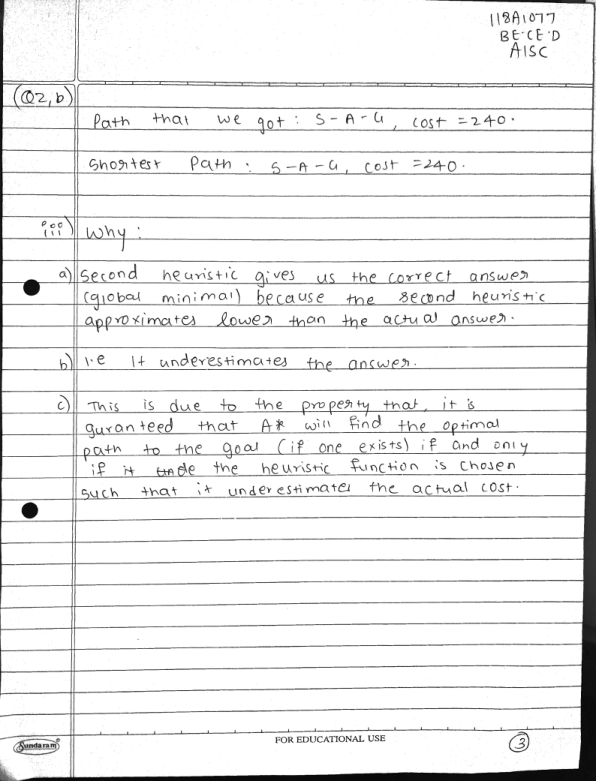 118A1077
BE-CE-D
AISC
Q2, b)
Path that we got : S-A-G, cost = 240.
Shortest Path : S-A-G, cost = 240.
iii) Why :
a) Second heuristic gives us the correct answer
(global minimal) because the second heuristic
approximates lower than the actual answer.
b) i.e It underestimates the answer.
c) This is due to the property that, it is
guranteed that A* will find the optimal
path to the goal (if one exists) if and only
if the heuristic function is chosen
such that it underestimates the actual cost.
Sundaram
FOR EDUCATIONAL USE
3